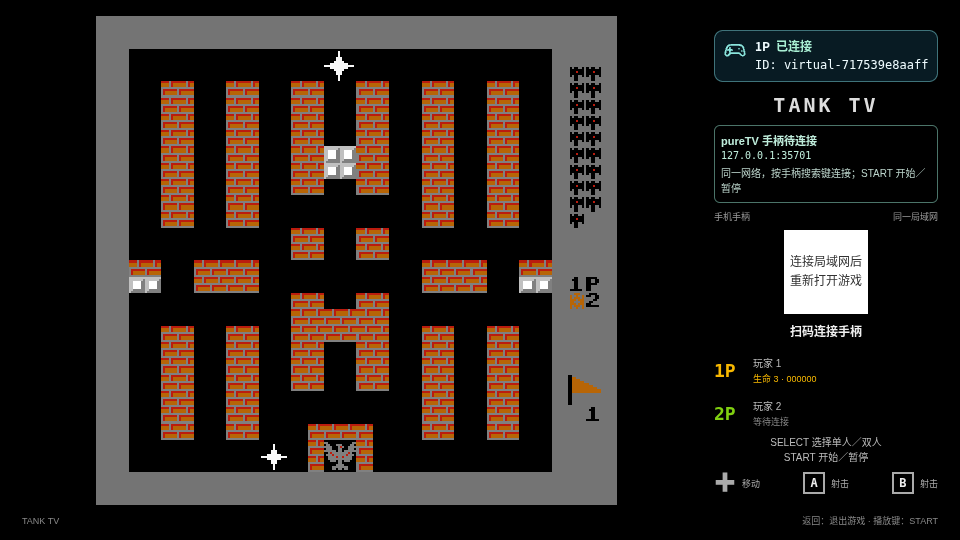 1P 已连接
ID: virtual-717539e8aaff
TANK TV
pureTV 手柄待连接
127.0.0.1:35701
同一网络，按手柄搜索键连接；START 开始／
暂停
手机手柄
同一局域网
连接局域网后
重新打开游戏
扫码连接手柄
1P
2
1
1P
玩家 1
生命 3 · 000000
2P
玩家 2
等待连接
SELECT 选择单人／双人
START 开始／暂停
移动
A
射击
B
射击
TANK TV
返回：退出游戏 · 播放键：START